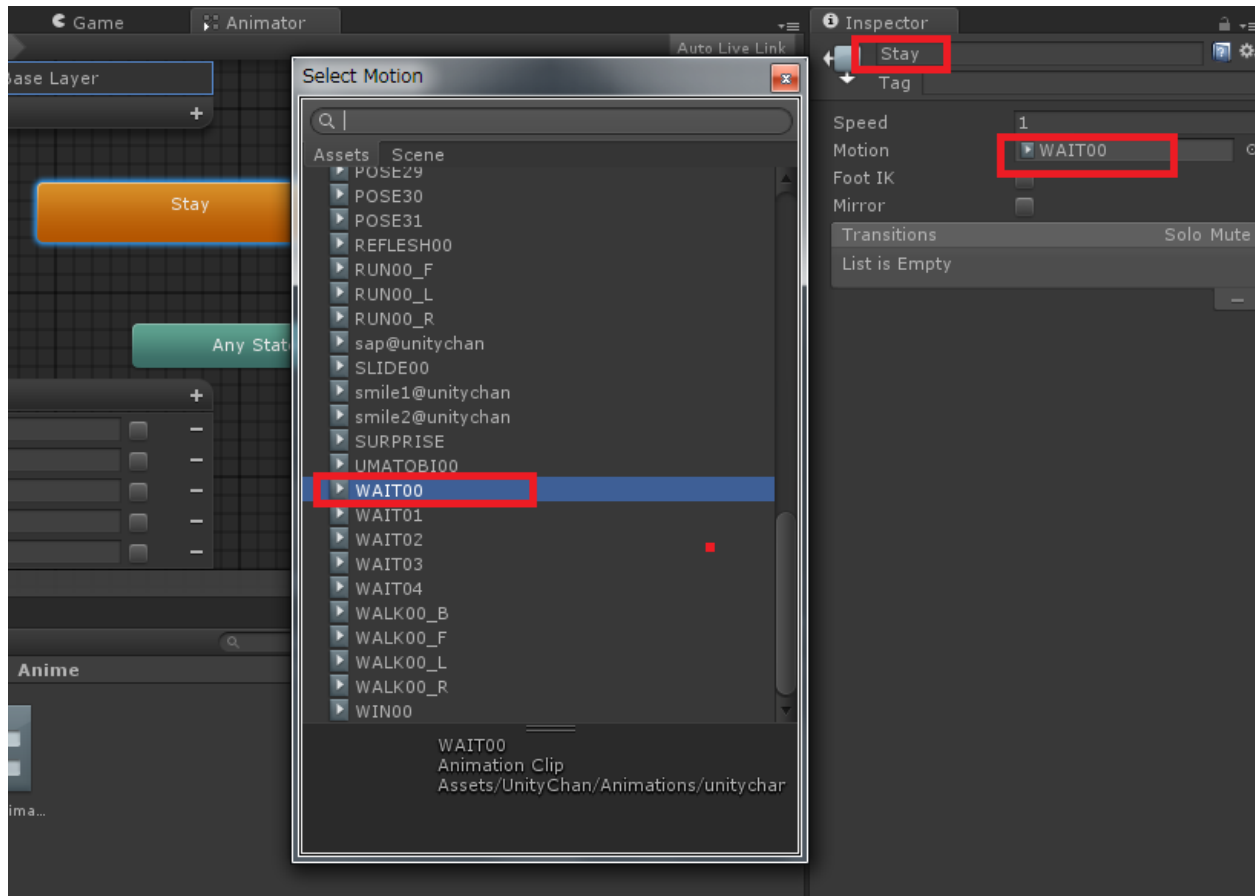 Game
Animator
Auto Live Link
Base Layer
Stay
Any Stat
Anime
ima...
Select Motion
Assets
Scene
POSE29
POSE30
POSE31
REFLESH00
RUN00_F
RUN00_L
RUN00_R
sap@unitychan
SLIDE00
smile1@unitychan
smile2@unitychan
SURPRISE
UMATOBI00
WAIT00
WAIT01
WAIT02
WAIT03
WAIT04
WALK00_B
WALK00_F
WALK00_L
WALK00_R
WIN00
WAIT00
Animation Clip
Assets/UnityChan/Animations/unitychan
Inspector
Stay
Tag
Speed 1
Motion WAIT00
Foot IK
Mirror
Transitions Solo Mute
List is Empty